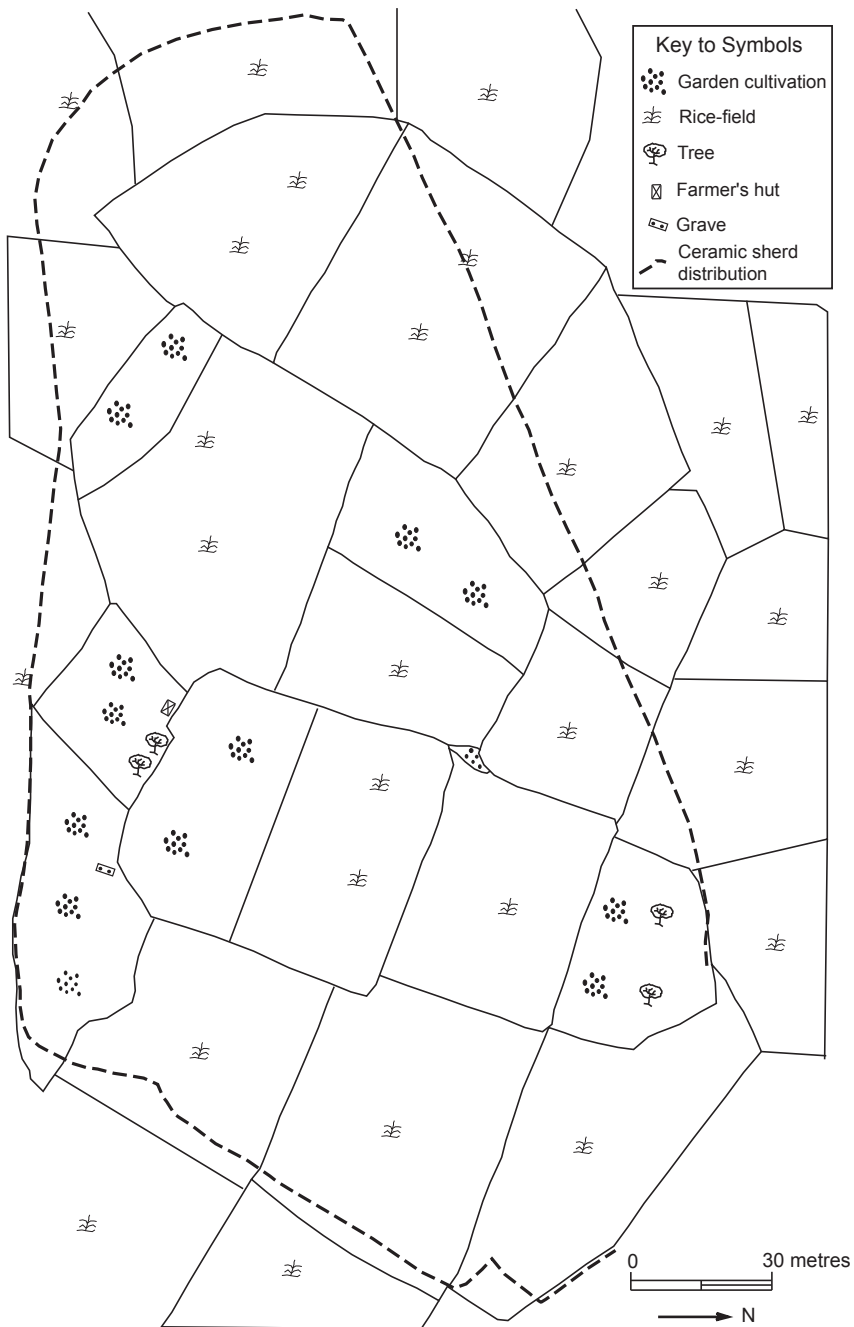 Key to Symbols
Garden cultivation
Rice-field
Tree
Farmer's hut
Grave
Ceramic sherd
distribution
0 30 metres
N